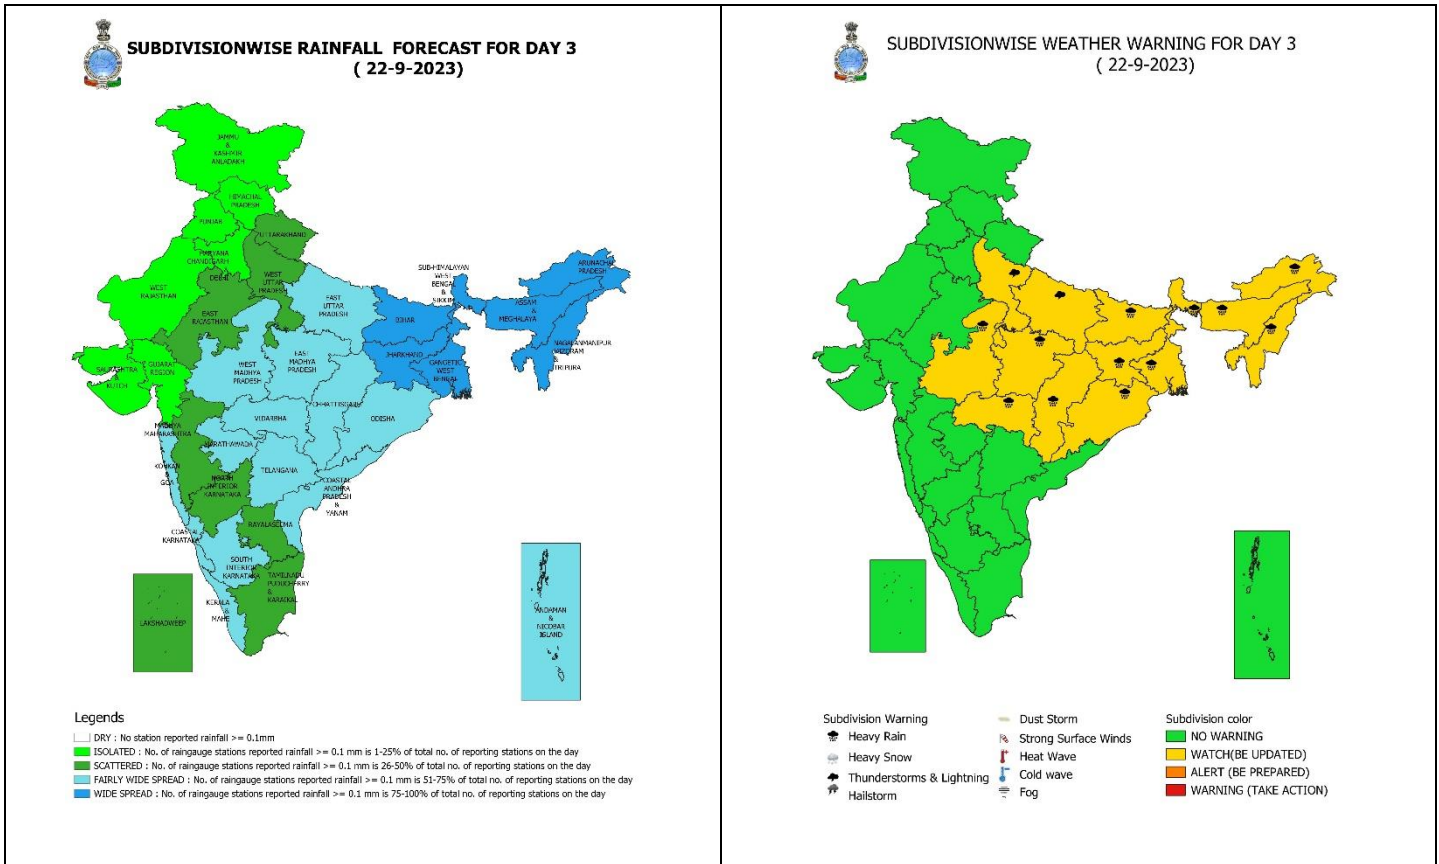 SUBDIVISIONWISE RAINFALL FORECAST FOR DAY 3
( 22-9-2023)
JAMMU
&
KASHMIR
ANLADAKH
HIMACHAL
PRADESH
PUNJAB
UTTARAKHAND
HARYANA
CHANDIGARH
DELHI
WEST
UTTAR
PRADESH
WEST
RAJASTHAN
EAST
RAJASTHAN
EAST
UTTAR
PRADESH
SUB-HIMALAYAN
WEST
BENGAL
&
SIKKIM
ARUNACHAL
PRADESH
ASSAM
&
MEGHALAYA
BIHAR
JHARKHAND
GANGETIC
WEST
BENGAL
&
TRIPURA
SAURASHTRA
&
KUTCH
GUJARAT
REGION
WEST
MADHYA
PRADESH
EAST
MADHYA
PRADESH
CHHATTISGARH
ODISHA
VIDARBHA
MADHYA
MAHARASHTRA
MARATHAWADA
KONKAN
&
GOA
TELANGANA
INTERIOR
KARNATAKA
COASTAL
ANDHRA
PRADESH
&
YANAM
RAYALASEEMA
COASTAL
KARNATAKA
SOUTH
INTERIOR
KARNATAKA
TAMILNADU
PUDUCHERRY
&
KARAIKAL
KERALA
&
MAHE
LAKSHADWEEP
ANDAMAN
&
NICOBAR
ISLAND
Legends
DRY : No station reported rainfall >= 0.1mm
ISOLATED : No. of raingauge stations reported rainfall >= 0.1 mm is 1-25% of total no. of reporting stations on the day
SCATTERED : No. of raingauge stations reported rainfall >= 0.1 mm is 26-50% of total no. of reporting stations on the day
FAIRLY WIDE SPREAD : No. of raingauge stations reported rainfall >= 0.1 mm is 51-75% of total no. of reporting stations on the day
WIDE SPREAD : No. of raingauge stations reported rainfall >= 0.1 mm is 75-100% of total no. of reporting stations on the day
SUBDIVISIONWISE WEATHER WARNING FOR DAY 3
( 22-9-2023)
Subdivision Warning
Heavy Rain
Heavy Snow
Thunderstorms & Lightning
Hailstorm
Dust Storm
Strong Surface Winds
Heat Wave
Cold wave
Fog
Subdivision color
NO WARNING
WATCH(BE UPDATED)
ALERT (BE PREPARED)
WARNING (TAKE ACTION)